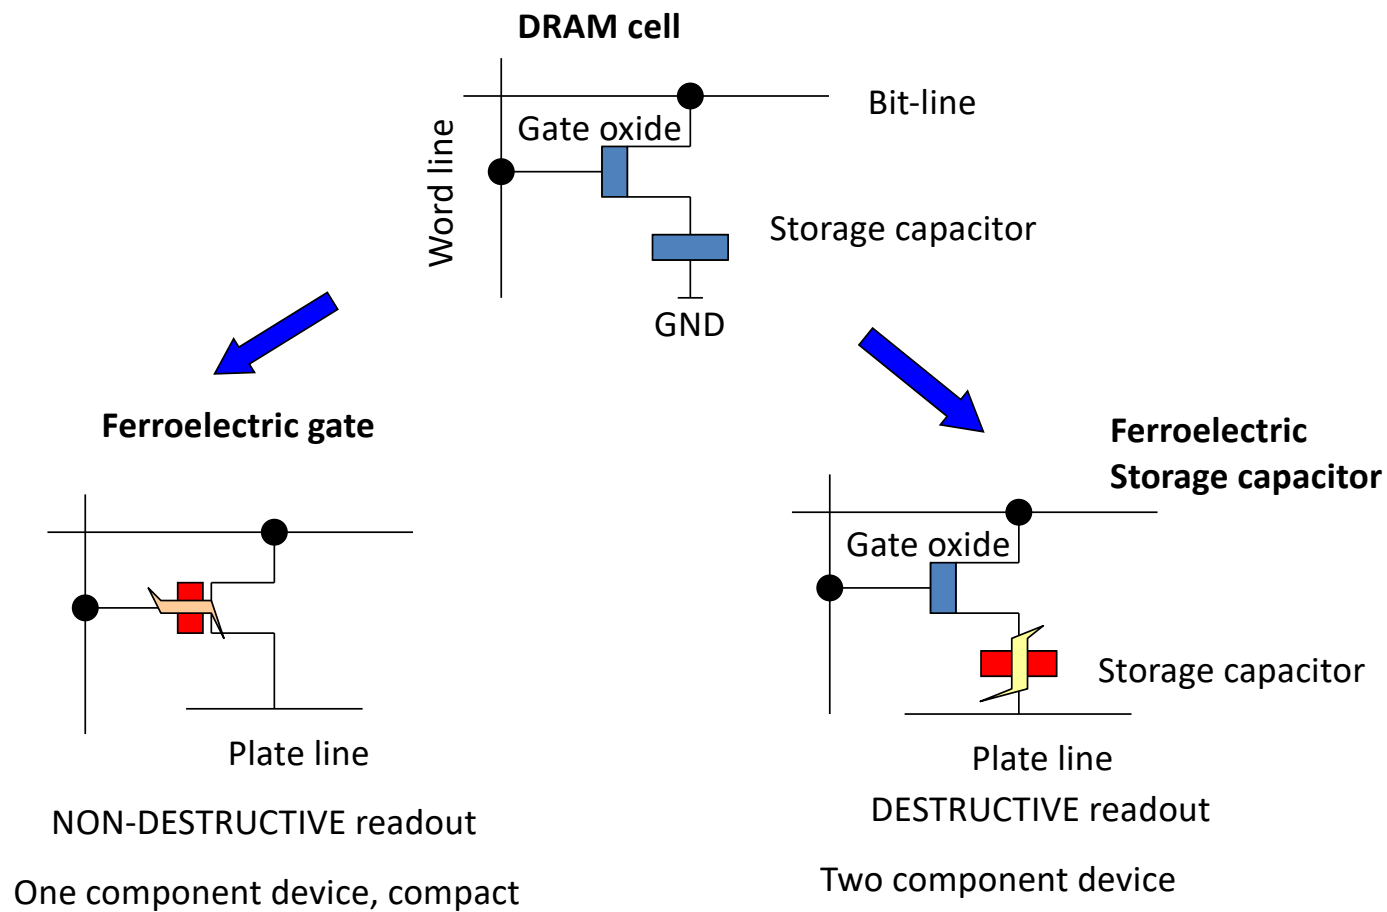 DRAM cell
Bit-line
Gate oxide
Word line
Storage capacitor
GND
Ferroelectric gate
Plate line
NON-DESTRUCTIVE readout
One component device, compact
Ferroelectric
Storage capacitor
Gate oxide
Storage capacitor
Plate line
DESTRUCTIVE readout
Two component device